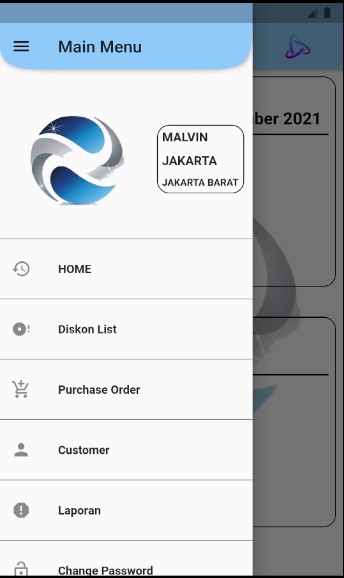 Main Menu
MALVIN
JAKARTA
JAKARTA BARAT
ber 2021
HOME
Diskon List
Purchase Order
Customer
Laporan
Change Password